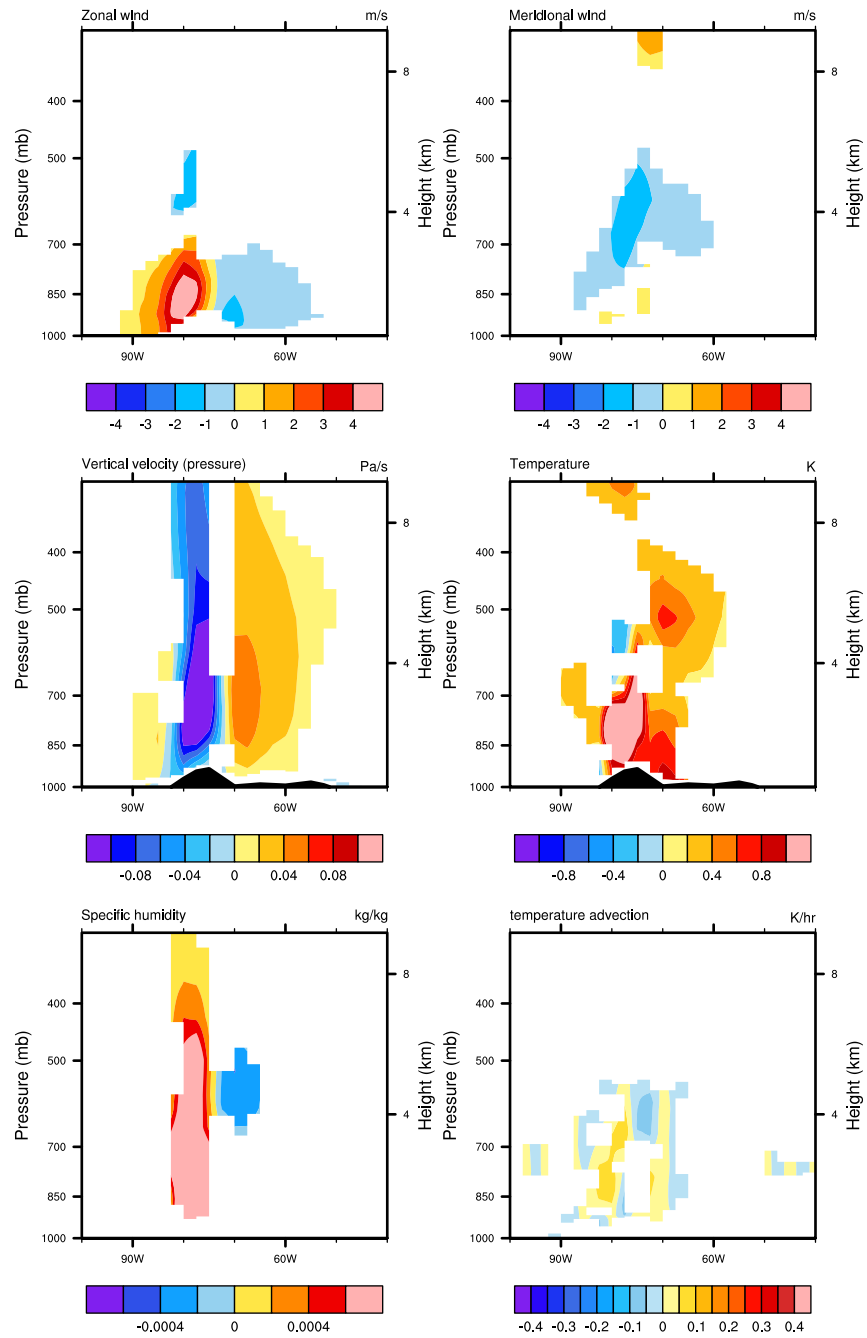 Zonal wind m/s
Meridional wind m/s
Pressure (mb)
400
500
700
850
1000
Height (km)
8
4
90W 60W
Pressure (mb)
400
500
700
850
1000
Height (km)
8
4
90W 60W
-4 -3 -2 -1 0 1 2 3 4
-4 -3 -2 -1 0 1 2 3 4
Vertical velocity (pressure) Pa/s
Temperature K
Pressure (mb)
400
500
700
850
1000
Height (km)
8
4
90W 60W
Pressure (mb)
400
500
700
850
1000
Height (km)
8
4
90W 60W
-0.08 -0.04 0 0.04 0.08
-0.8 -0.4 0 0.4 0.8
Specific humidity kg/kg
temperature advection K/hr
Pressure (mb)
400
500
700
850
1000
Height (km)
8
4
90W 60W
Pressure (mb)
400
500
700
850
1000
Height (km)
8
4
90W 60W
-0.0004 0 0.0004
-0.4 -0.3 -0.2 -0.1 0 0.1 0.2 0.3 0.4